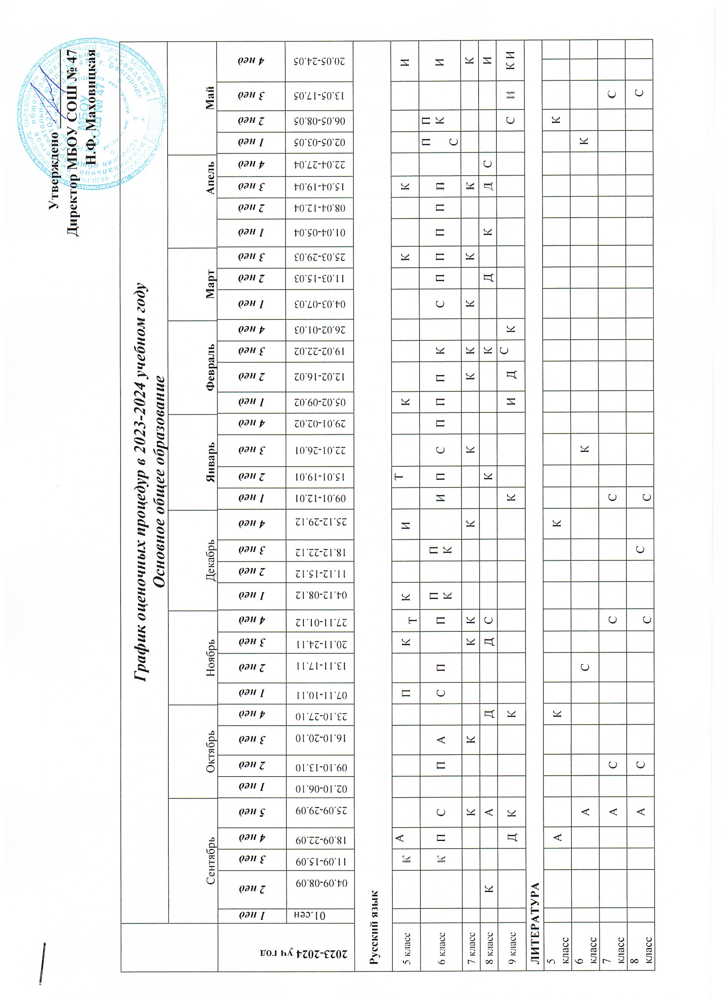 Утверждено
Директор МБОУ СОШ № 47
Н.Ф. Маховицкая
МБОУ
СОШ № 47
График оценочных процедур в 2023-2024 учебном году
Основное общее образование
Сентябрь Октябрь Ноябрь Декабрь Январь Февраль Март Апель Май
2023-2024 уч год 1 нед 2 нед 3 нед 4 нед 5 нед 1 нед 2 нед 3 нед 4 нед 1 нед 2 нед 3 нед 4 нед 1 нед 2 нед 3 нед 4 нед 1 нед 2 нед 3 нед 4 нед 1 нед 2 нед 3 нед 4 нед 1 нед 2 нед 3 нед 1 нед 2 нед 3 нед 4 нед 1 нед 2 нед 3 нед 4 нед
01.сен 04.09-08.09 11.09-15.09 18.09-22.09 25.09-29.09 02.10-06.10 09.10-13.10 16.10-20.10 23.10-27.10 07.11-10.11 13.11-17.11 20.11-24.11 27.11-01.12 04.12-08.12 11.12-15.12 18.12-22.12 25.12-29.12 09.01-12.01 15.01-19.01 22.01-26.01 29.01-02.02 05.02-09.02 12.02-16.02 19.02-22.02 26.02-01.03 04.03-07.03 11.03-15.03 25.03-29.03 01.04-05.04 08.04-12.04 15.04-19.04 22.04-27.04 02.05-03.05 06.05-08.05 13.05-17.05 20.05-24.05
Русский язык
5 класс К А П К Т К И Т К К К И
6 класс К П С П А С П П П К П К И П С П П П К С П П П П П П С П К И
7 класс К К К К К К К К К К К К
8 класс К А Д Д С К К Д К Д С И
9 класс Д К К К И Д С К С И К И
ЛИТЕРАТУРА
5 класс А К К К
6 класс А С К К
7 класс А С С С С
8 класс А С С С С С